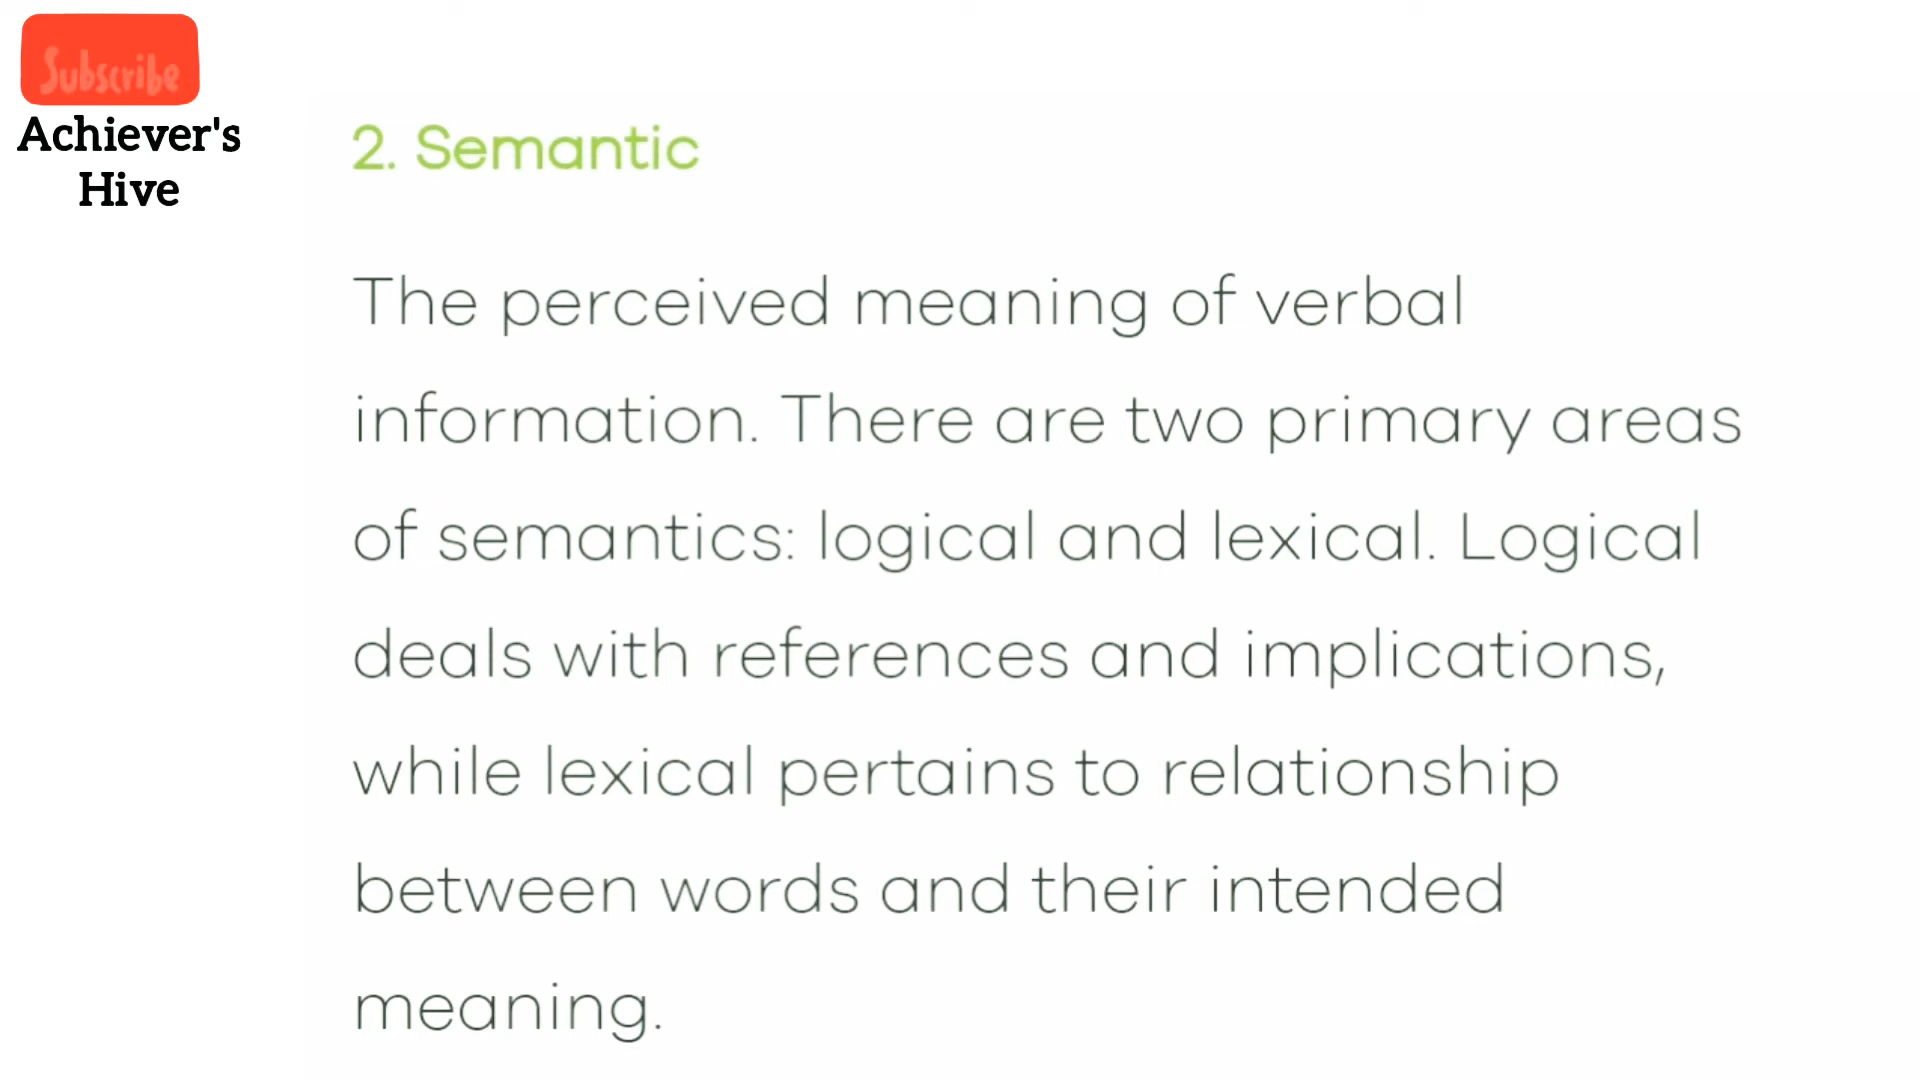 Subscribe
Achiever's
Hive
2. Semantic
The perceived meaning of verbal
information. There are two primary areas
of semantics: logical and lexical. Logical
deals with references and implications,
while lexical pertains to relationship
between words and their intended
meaning.